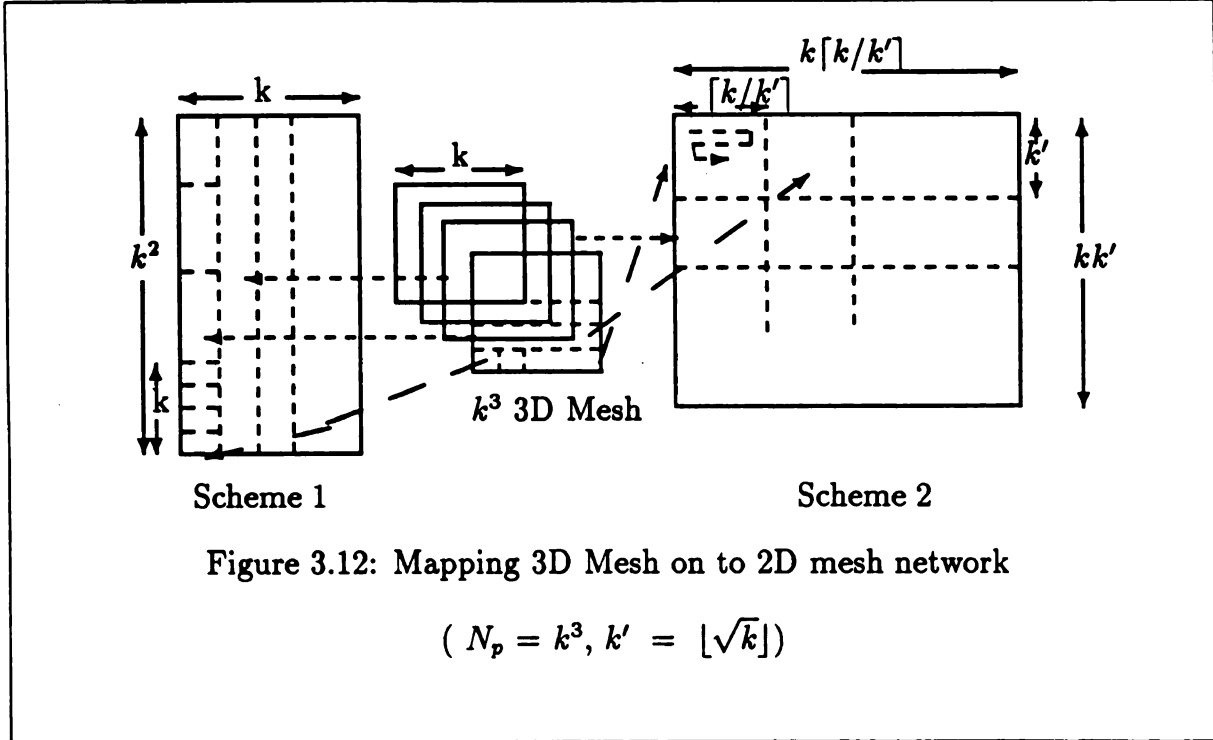 k⌈k/k′⌉
⌈k/k′⌉
k
k
k′
k²
kk′
k
k³ 3D Mesh
Scheme 1
Scheme 2
Figure 3.12: Mapping 3D Mesh on to 2D mesh network
( Nₚ = k³, k′ = ⌊√k⌋)